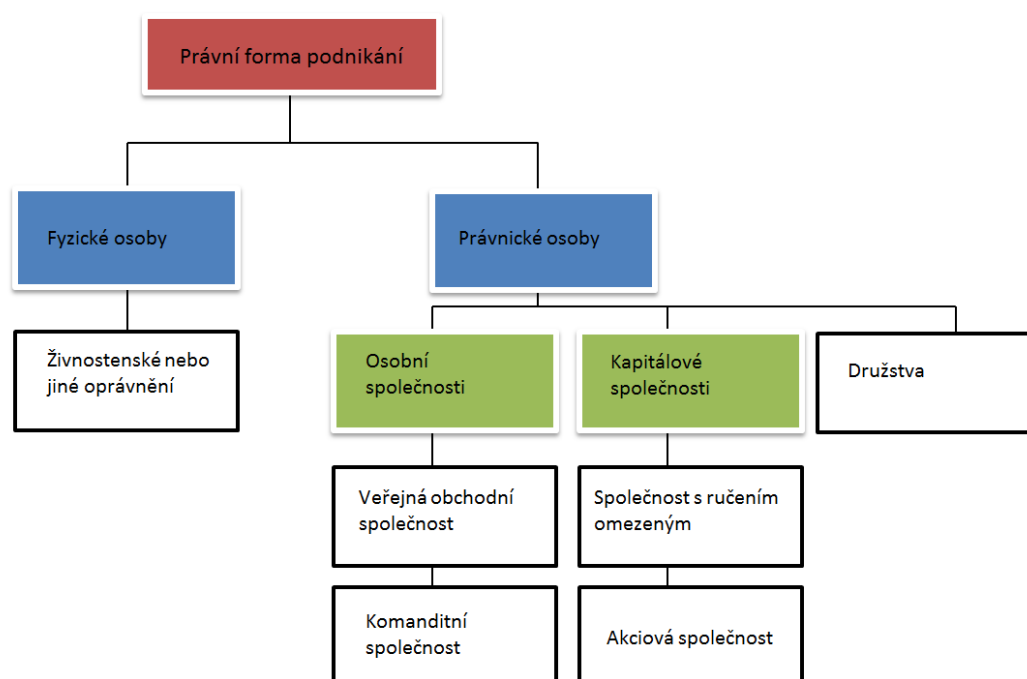 Právní forma podnikání
Fyzické osoby
Právnické osoby
Živnostenské nebo
jiné oprávnění
Osobní
společnosti
Kapitálové
společnosti
Družstva
Veřejná obchodní
společnost
Společnost s ručením
omezeným
Komanditní
společnost
Akciová společnost